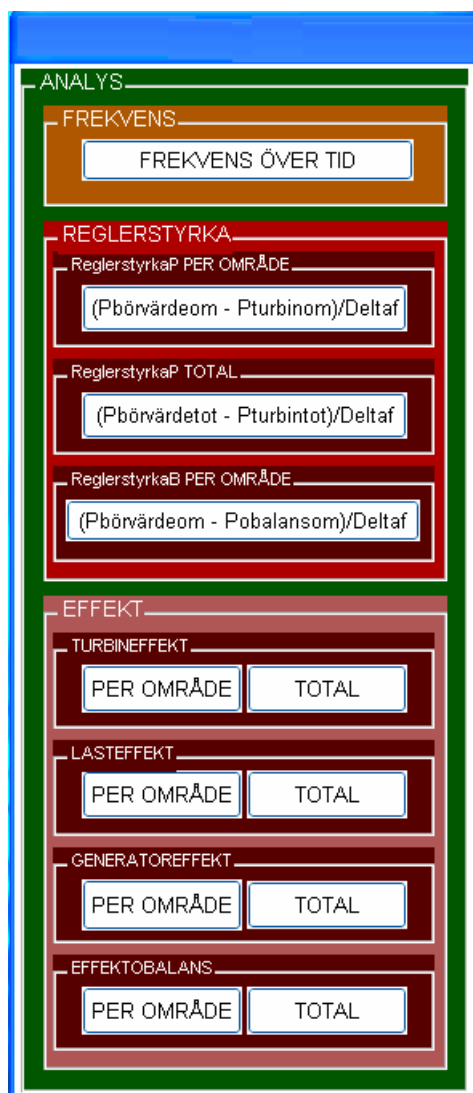 ANALYS
FREKVENS
FREKVENS ÖVER TID
REGLERSTYRKA
ReglerstyrkaP PER OMRÅDE
(Pbörvärdeom - Pturbinom)/Deltaf
ReglerstyrkaP TOTAL
(Pbörvärdetot - Pturbintot)/Deltaf
ReglerstyrkaB PER OMRÅDE
(Pbörvärdeom - Pobalansom)/Deltaf
EFFEKT
TURBINEFFEKT
PER OMRÅDE TOTAL
LASTEFFEKT
PER OMRÅDE TOTAL
GENERATOREFFEKT
PER OMRÅDE TOTAL
EFFEKTOBALANS
PER OMRÅDE TOTAL